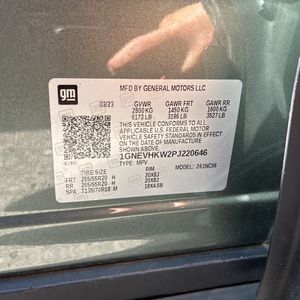 gm
MFD BY GENERAL MOTORS LLC
03/23 GVWR GAWR FRT GAWR RR
2800 KG 1450 KG 1600 KG
6173 LB 3196 LB 3527 LB
THIS VEHICLE CONFORMS TO ALL
APPLICABLE U.S. FEDERAL MOTOR
VEHICLE SAFETY STANDARDS IN EFFECT
ON THE DATE OF MANUFACTURE
SHOWN ABOVE.
1GNEVHKW2PJ220646
TYPE: MPV MODEL: 261NC56
TIRE SIZE RIM
FRT 255/55R20 H 20X8J
RR 255/55R20 H 20X8J
SPA T135/70R18 M 18X4.5B